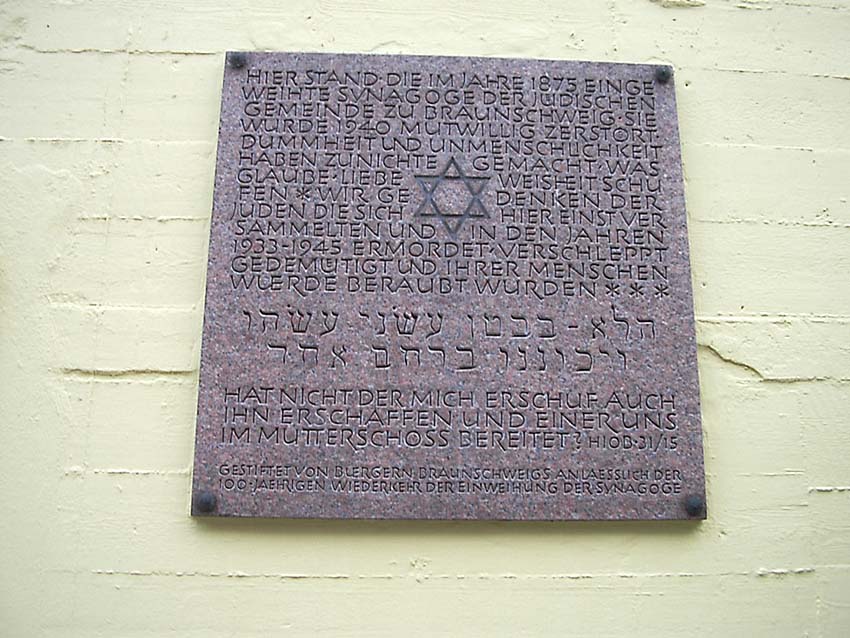 HIER STAND·DIE IM JAHRE 1875 EINGE
WEIHTE SYNAGOGE DER JÜDISCHEN
GEMEINDE ZU BRAUNSCHWEIG·SIE
WURDE 1940 MUTWILLIG ZERSTÖRT
DUMMHEIT UND UNMENSCHLICHKEIT
HABEN ZUNICHTE GEMACHT·WAS
GLAUBE·LIEBE WEISHEIT SCHU
FEN * WIR GE DENKEN DER
JUDEN DIE SICH HIER EINST VER
SAMMELTEN UND IN DEN JAHREN
1933-1945 ERMORDET·VERSCHLEPPT
GEDEMÜTIGT UND IHRER MENSCHEN
WUERDE BERAUBT WURDEN * * *
הלא-בבטן עשני עשהו
ויכוננו ברחם אחד
HAT NICHT DER MICH ERSCHUF AUCH
IHN ERSCHAFFEN UND EINER UNS
IM MUTTERSCHOSS BEREITET? HIOB·31/15
GESTIFTET VON BUERGERN BRAUNSCHWEIGS ANLAESSLICH DER
100·JAEHRIGEN WIEDERKEHR DER EINWEIHUNG DER SYNAGOGE